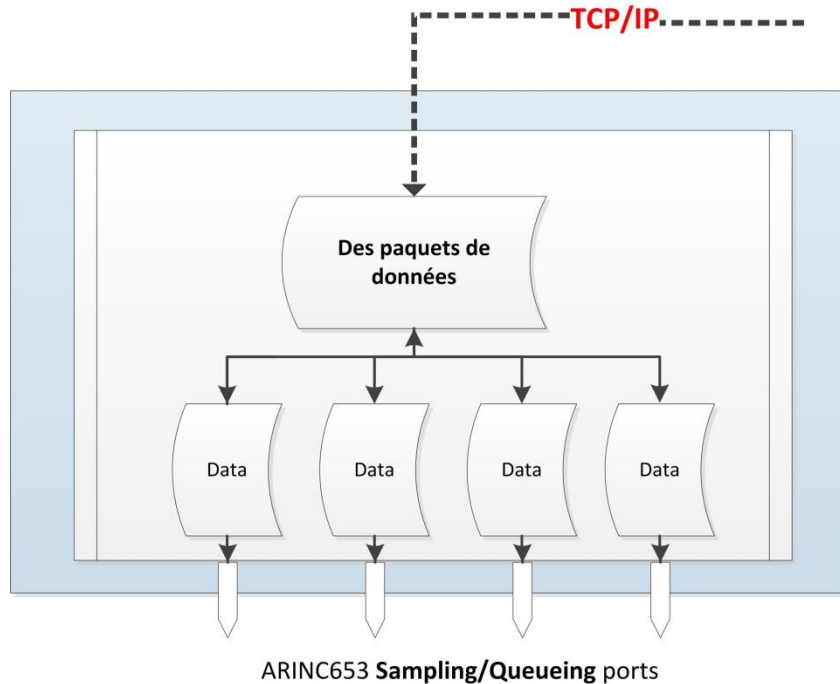 TCP/IP
Des paquets de
données
Data
Data
Data
Data
ARINC653 Sampling/Queueing ports